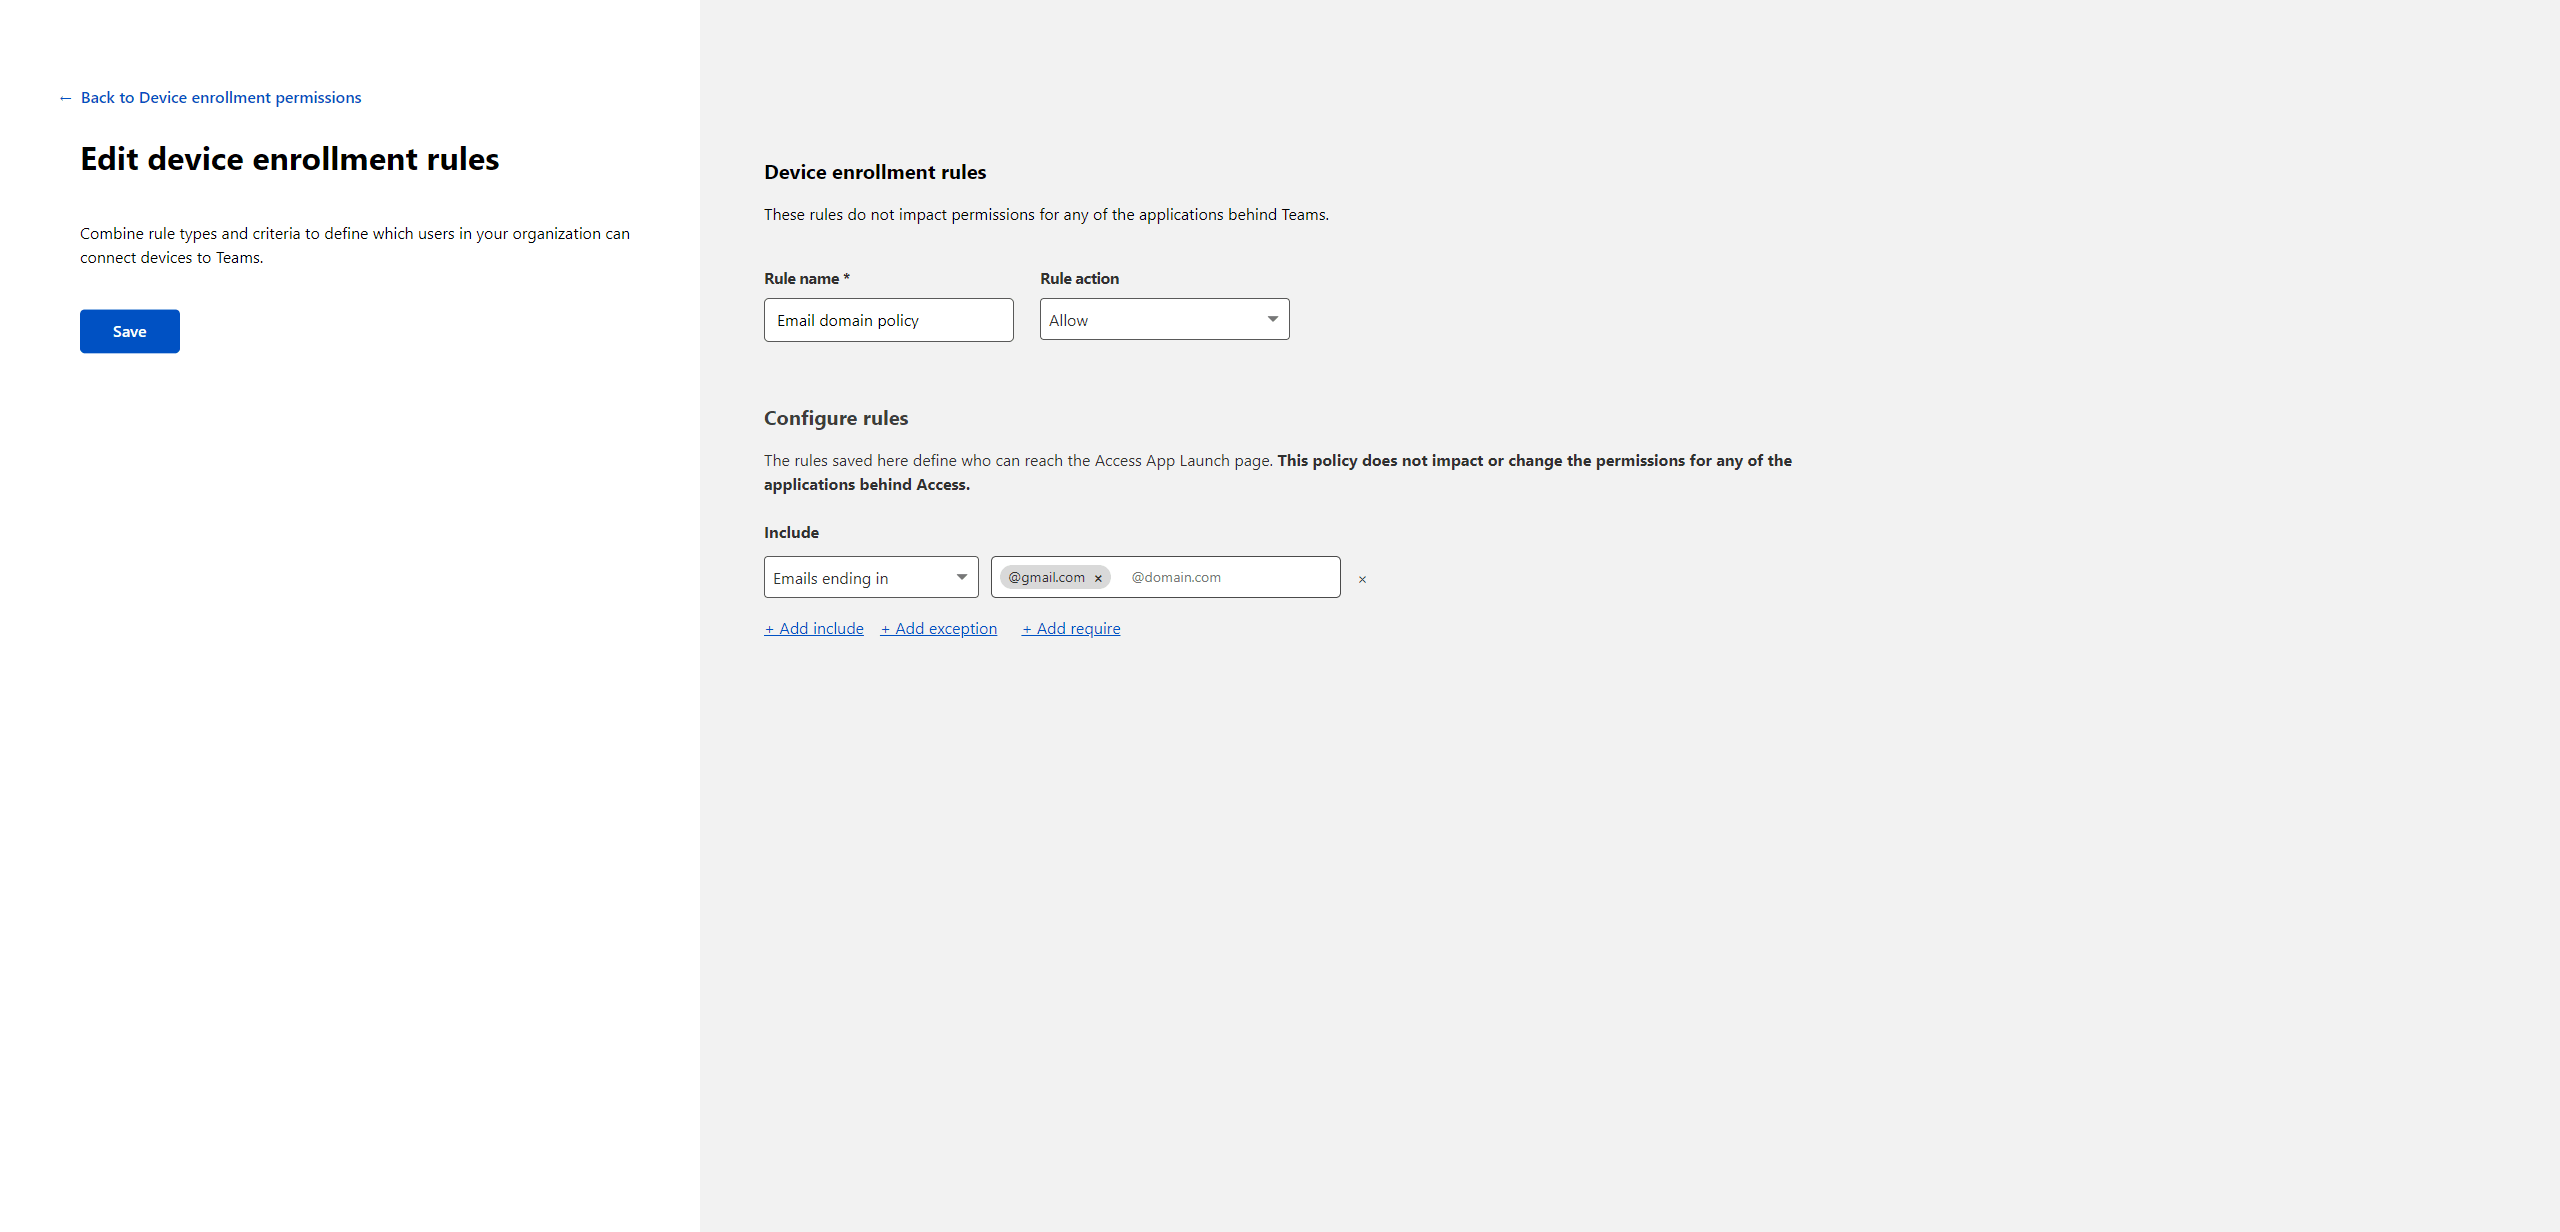 ← Back to Device enrollment permissions
Edit device enrollment rules
Combine rule types and criteria to define which users in your organization can
connect devices to Teams.
Save
Device enrollment rules
These rules do not impact permissions for any of the applications behind Teams.
Rule name * Rule action
Email domain policy Allow
Configure rules
The rules saved here define who can reach the Access App Launch page. This policy does not impact or change the permissions for any of the
applications behind Access.
Include
Emails ending in @gmail.com × @domain.com ×
+ Add include + Add exception + Add require